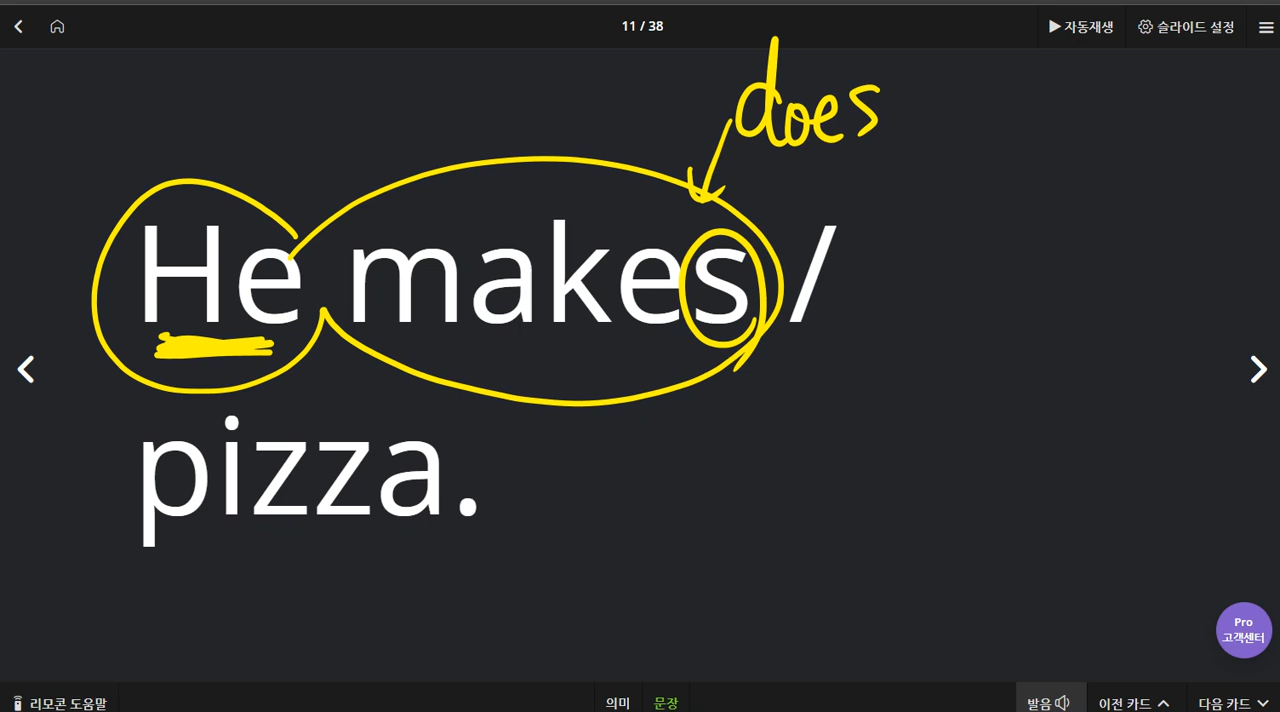 11 / 38
▶ 자동재생
슬라이드 설정
does
He makes /
pizza.
Pro
고객센터
리모콘 도움말
의미
문장
발음
이전 카드
다음 카드